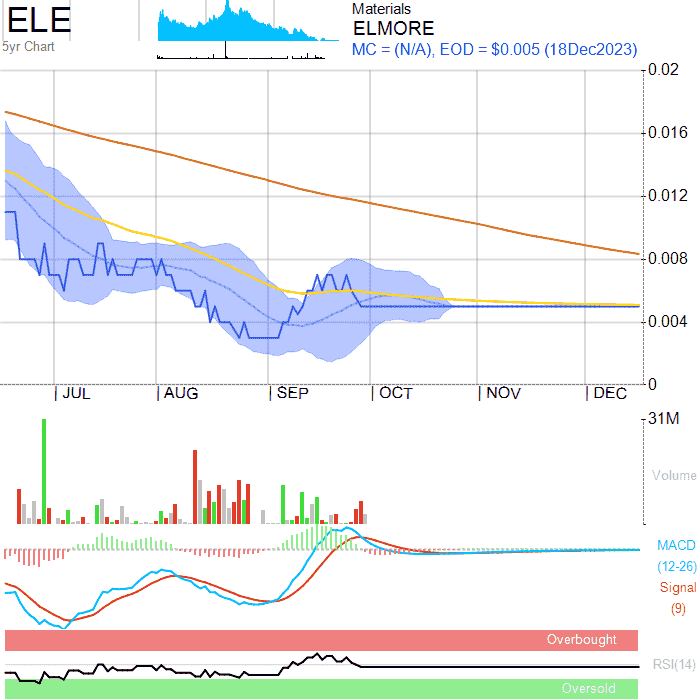 ELE
5yr Chart
Materials
ELMORE
MC = (N/A), EOD = $0.005 (18Dec2023)
0.02
0.016
0.012
0.008
0.004
0
JUL AUG SEP OCT NOV DEC
31M
Volume
MACD
(12-26)
Signal
(9)
Overbought
RSI(14)
Oversold